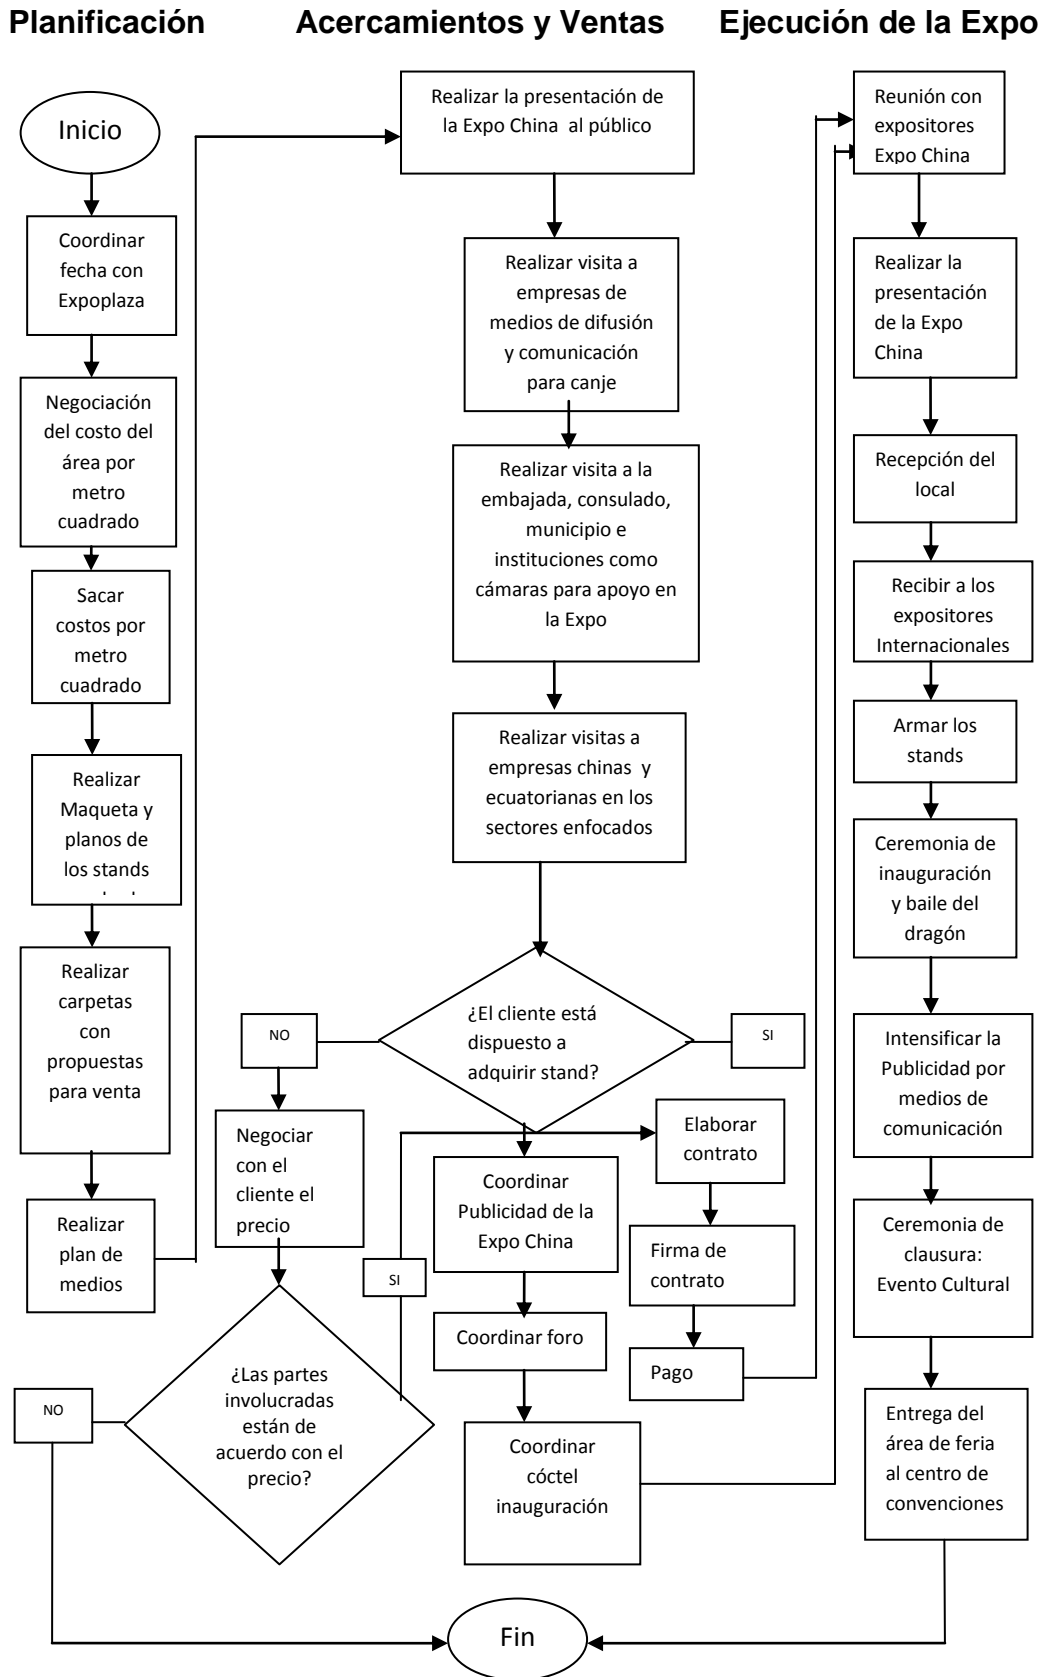 Planificación
Acercamientos y Ventas
Ejecución de la Expo
Inicio
Coordinar
fecha con
Expoplaza
Negociación
del costo del
área por
metro
cuadrado
Sacar
costos por
metro
cuadrado
Realizar
Maqueta y
planos de
los stands
Realizar
carpetas
con
propuestas
para venta
Realizar
plan de
medios
Realizar la presentación de
la Expo China al público
Realizar visita a
empresas de
medios de difusión
y comunicación
para canje
Realizar visita a la
embajada, consulado,
municipio e
instituciones como
cámaras para apoyo en
la Expo
Realizar visitas a
empresas chinas y
ecuatorianas en los
sectores enfocados
¿El cliente está
dispuesto a
adquirir stand?
NO
SI
Negociar
con el
cliente el
precio
SI
¿Las partes
involucradas
están de
acuerdo con el
precio?
NO
Coordinar
Publicidad de la
Expo China
Coordinar foro
Coordinar
cóctel
inauguración
Elaborar
contrato
Firma de
contrato
Pago
Reunión con
expositores
Expo China
Realizar la
presentación
de la Expo
China
Recepción del
local
Recibir a los
expositores
Internacionales
Armar los
stands
Ceremonia de
inauguración
y baile del
dragón
Intensificar la
Publicidad por
medios de
comunicación
Ceremonia de
clausura:
Evento Cultural
Entrega del
área de feria
al centro de
convenciones
Fin